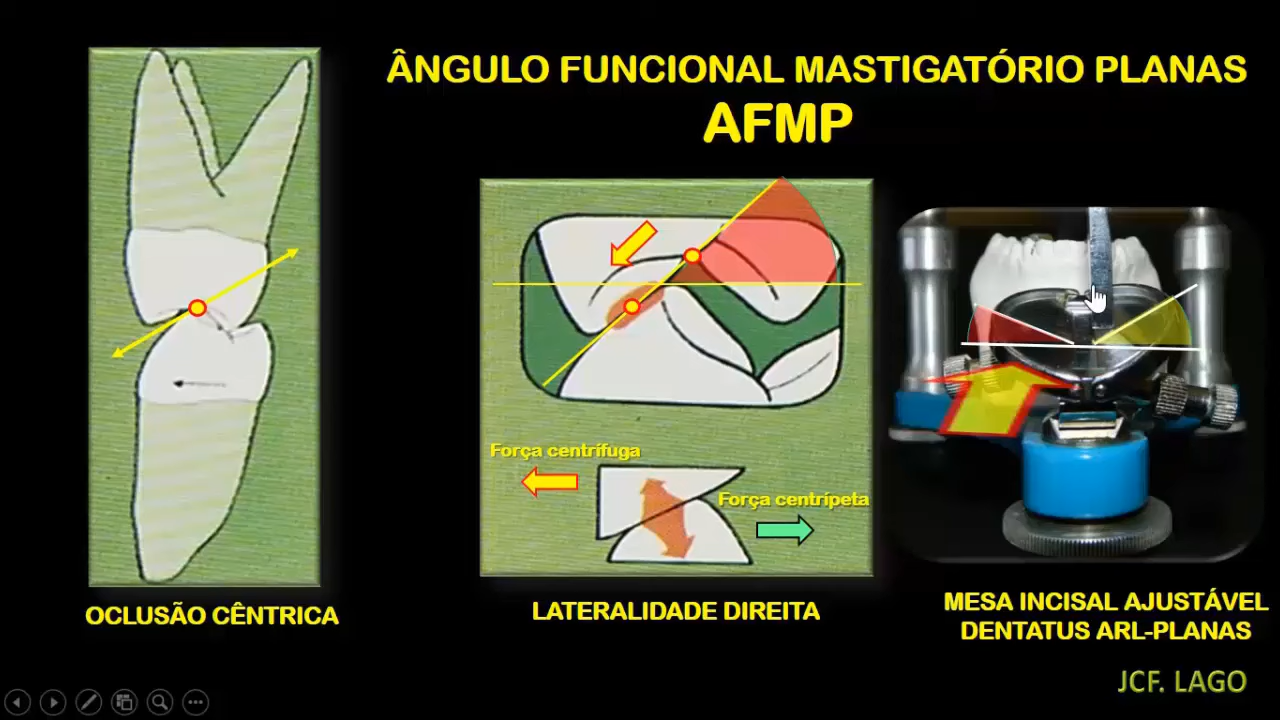 ÂNGULO FUNCIONAL MASTIGATÓRIO PLANAS
AFMP
Força centrífuga
Força centrípeta
OCLUSÃO CÊNTRICA
LATERALIDADE DIREITA
MESA INCISAL AJUSTÁVEL
DENTATUS ARL-PLANAS
JCF. LAGO